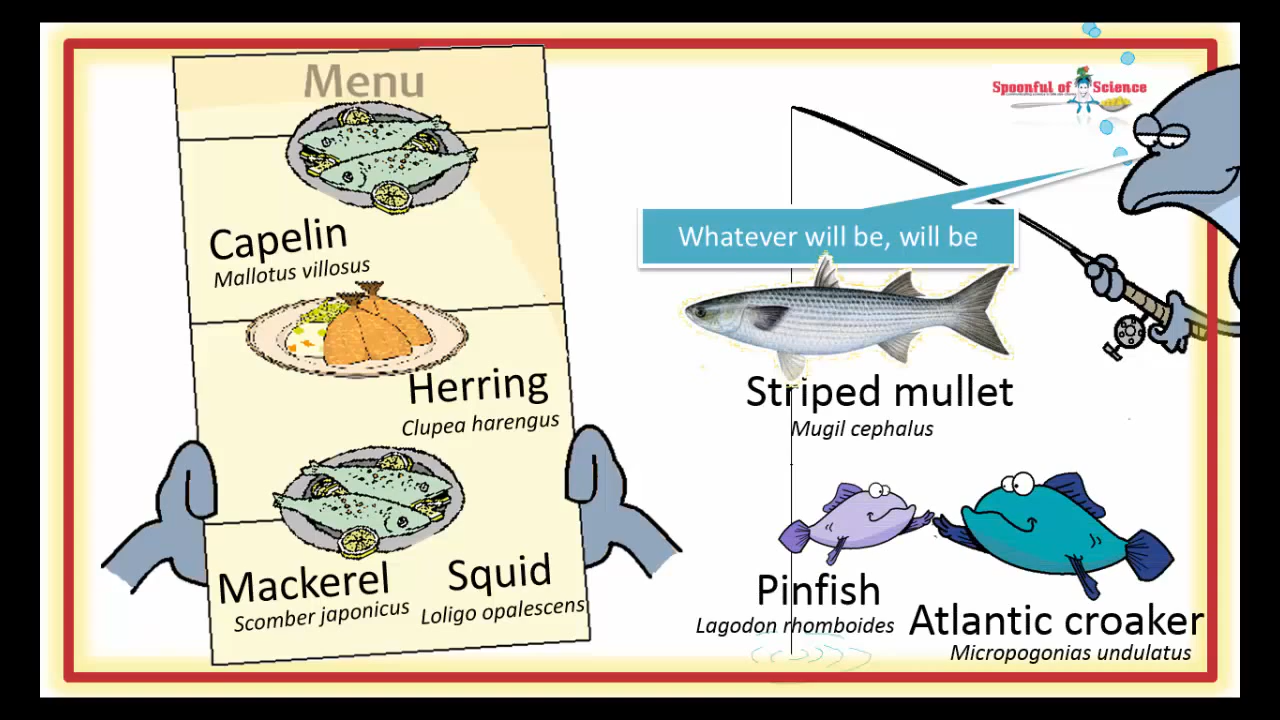 Menu
Capelin
Mallotus villosus
Herring
Clupea harengus
Mackerel
Scomber japonicus
Squid
Loligo opalescens
Spoonful of Science
Whatever will be, will be
Striped mullet
Mugil cephalus
Pinfish
Lagodon rhomboides
Atlantic croaker
Micropogonias undulatus